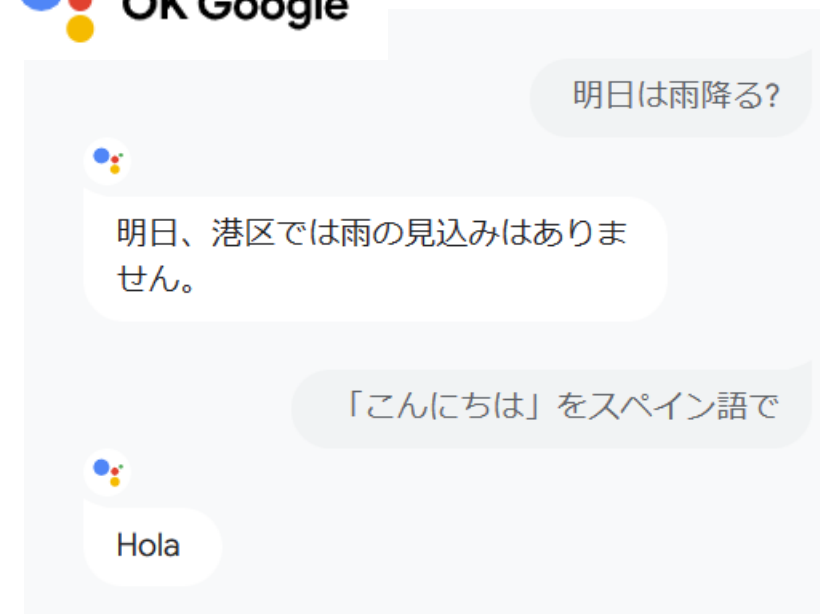 OK Google
明日は雨降る?
明日、港区では雨の見込みはありま
せん。
「こんにちは」をスペイン語で
Hola